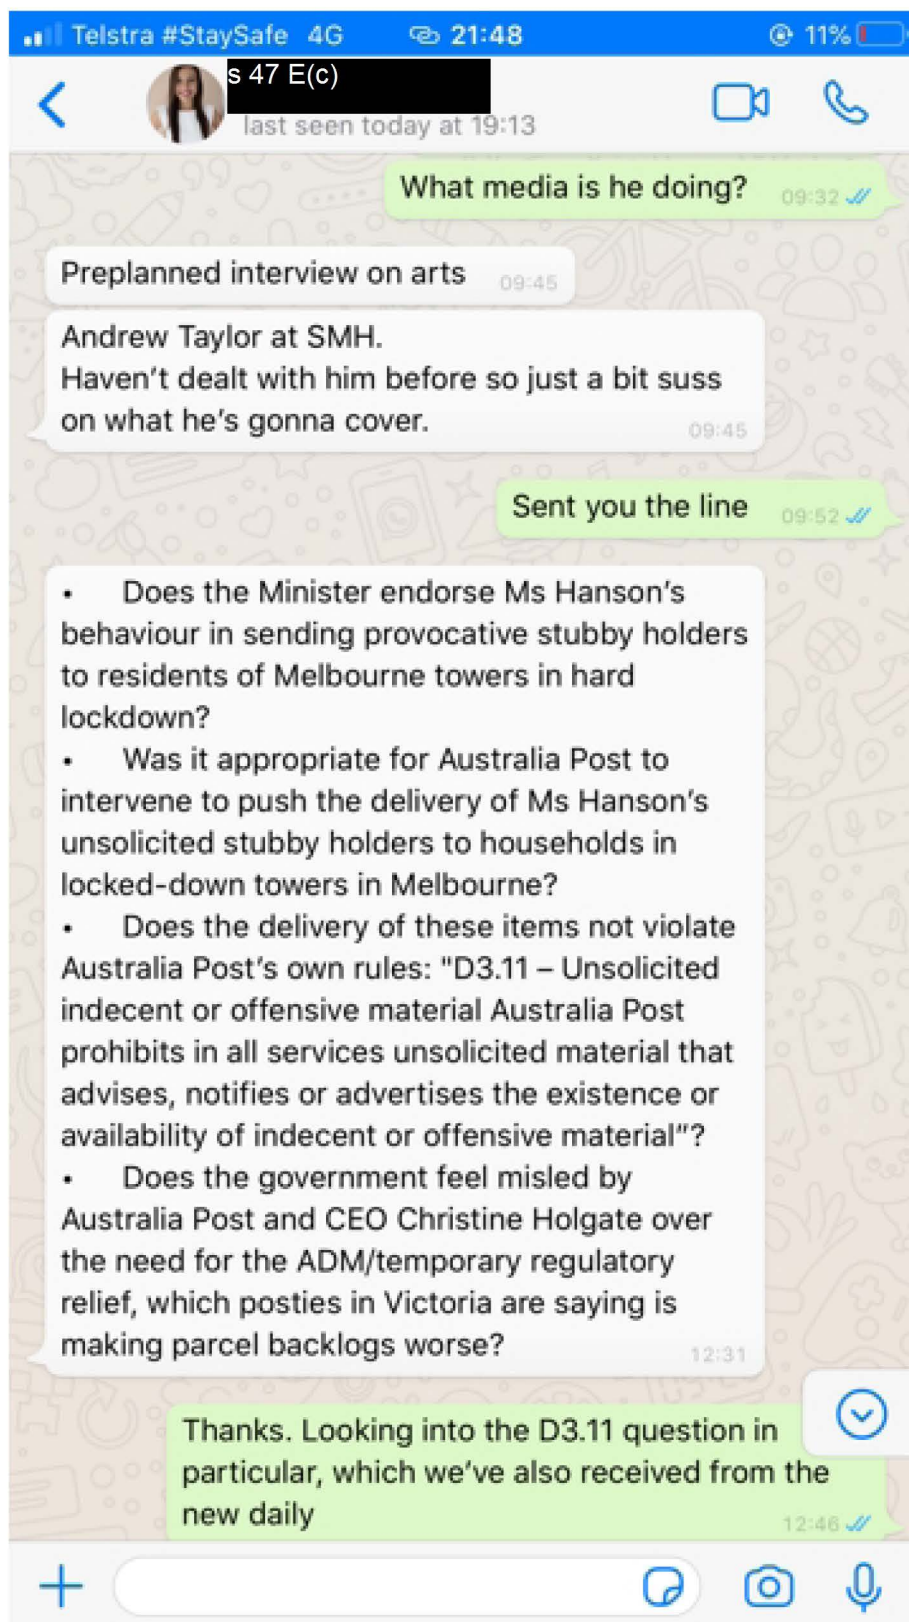 Telstra #StaySafe 4G 21:48 11%
s 47 E(c)
last seen today at 19:13
What media is he doing? 09:32
Preplanned interview on arts 09:45
Andrew Taylor at SMH.
Haven't dealt with him before so just a bit suss
on what he's gonna cover. 09:45
Sent you the line 09:52
• Does the Minister endorse Ms Hanson's
behaviour in sending provocative stubby holders
to residents of Melbourne towers in hard
lockdown?
• Was it appropriate for Australia Post to
intervene to push the delivery of Ms Hanson's
unsolicited stubby holders to households in
locked-down towers in Melbourne?
• Does the delivery of these items not violate
Australia Post's own rules: "D3.11 – Unsolicited
indecent or offensive material Australia Post
prohibits in all services unsolicited material that
advises, notifies or advertises the existence or
availability of indecent or offensive material"?
• Does the government feel misled by
Australia Post and CEO Christine Holgate over
the need for the ADM/temporary regulatory
relief, which posties in Victoria are saying is
making parcel backlogs worse? 12:31
Thanks. Looking into the D3.11 question in
particular, which we've also received from the
new daily 12:46